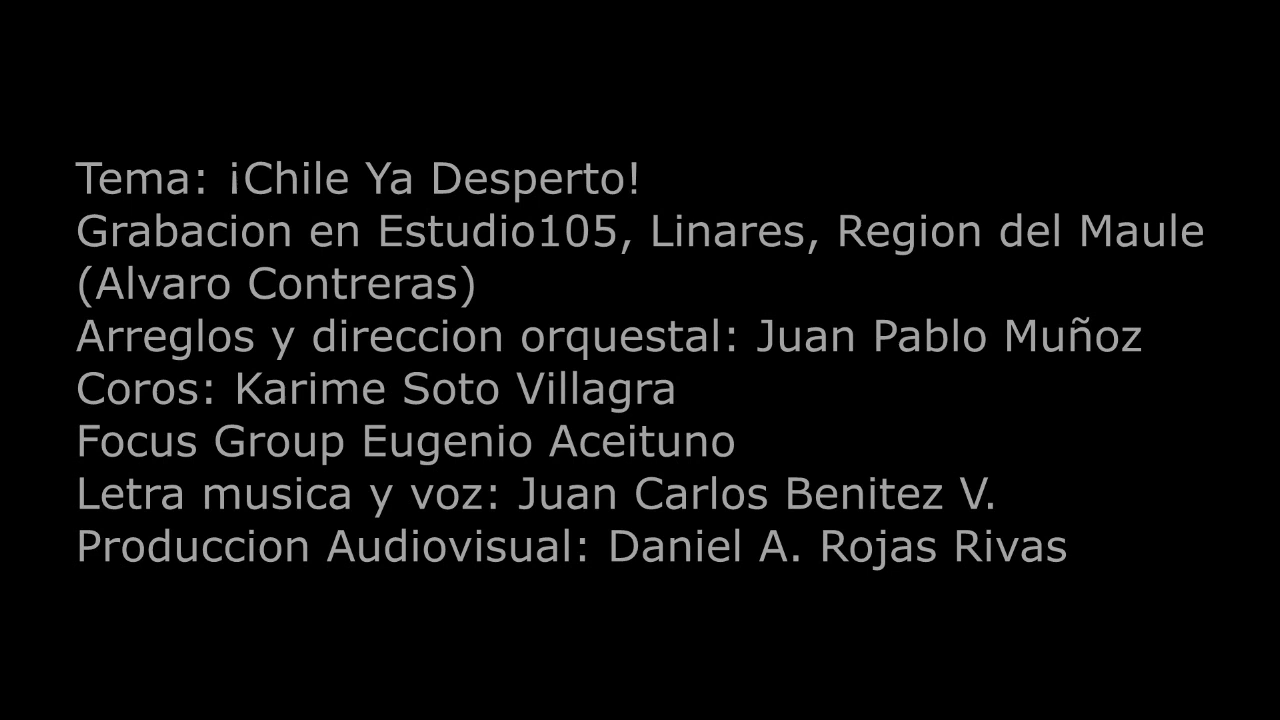 Tema: ¡Chile Ya Desperto!
Grabacion en Estudio105, Linares, Region del Maule
(Alvaro Contreras)
Arreglos y direccion orquestal: Juan Pablo Muñoz
Coros: Karime Soto Villagra
Focus Group Eugenio Aceituno
Letra musica y voz: Juan Carlos Benitez V.
Produccion Audiovisual: Daniel A. Rojas Rivas